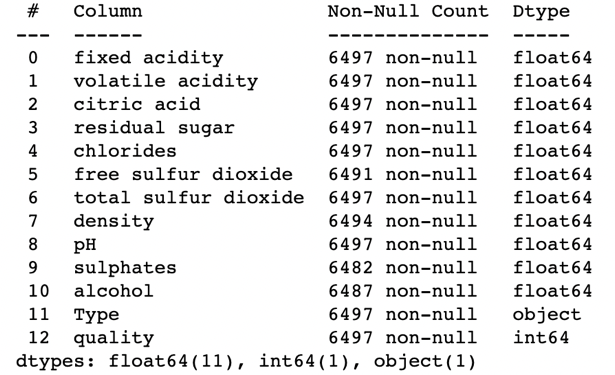 #   Column                Non-Null Count  Dtype
---  ------                --------------  -----
0   fixed acidity         6497 non-null   float64
1   volatile acidity      6497 non-null   float64
2   citric acid           6497 non-null   float64
3   residual sugar        6497 non-null   float64
4   chlorides             6497 non-null   float64
5   free sulfur dioxide   6491 non-null   float64
6   total sulfur dioxide  6497 non-null   float64
7   density               6494 non-null   float64
8   pH                    6497 non-null   float64
9   sulphates             6482 non-null   float64
10  alcohol               6487 non-null   float64
11  Type                  6497 non-null   object
12  quality               6497 non-null   int64
dtypes: float64(11), int64(1), object(1)